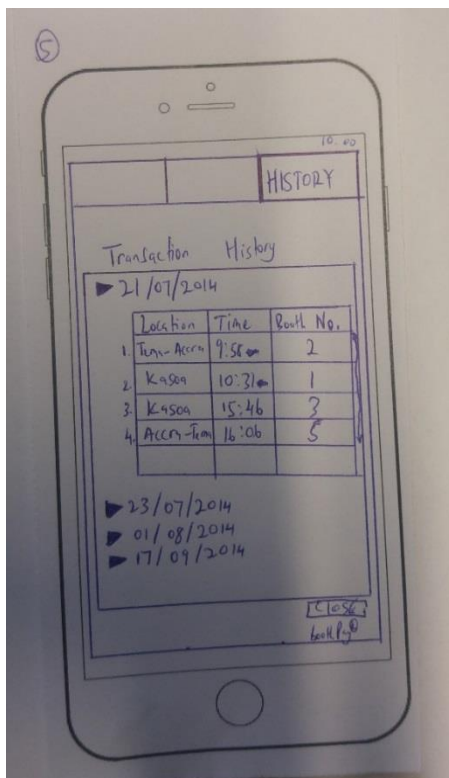 5
10:00
HISTORY
Transaction History
21/07/2014
Location Time Booth No.
1. Tema-Accra 9:58 2
2. Kasoa 10:31 1
3. Kasoa 15:46 3
4. Accra-Tema 16:06 5
23/07/2014
01/08/2014
17/09/2014
CLOSE